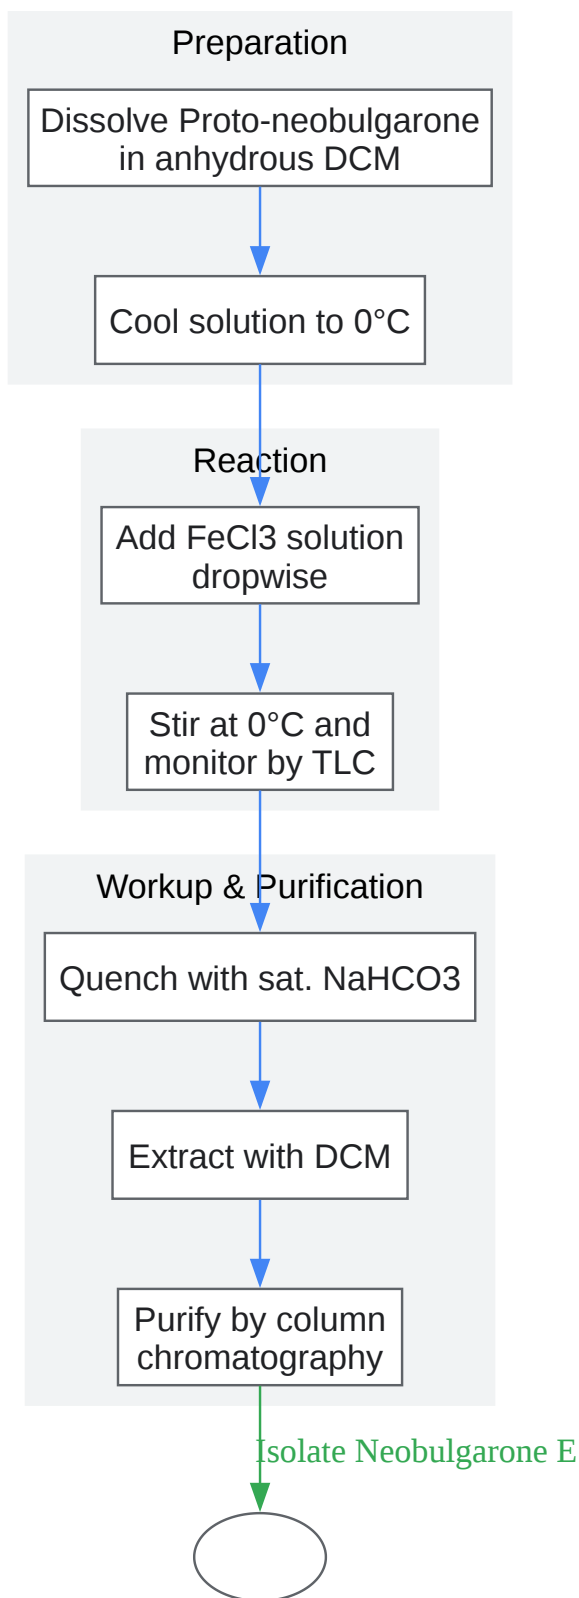 Preparation
Dissolve Proto-neobulgarone
in anhydrous DCM
Cool solution to 0°C
Reaction
Add FeCl3 solution
dropwise
Stir at 0°C and
monitor by TLC
Workup & Purification
Quench with sat. NaHCO3
Extract with DCM
Purify by column
chromatography
Isolate Neobulgarone E